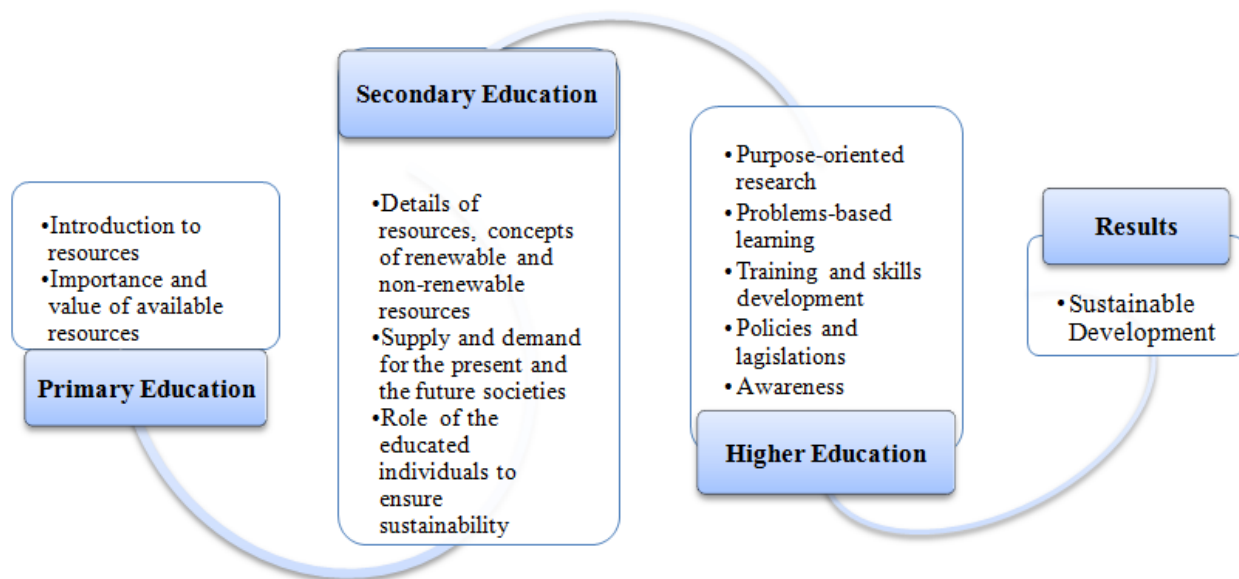 •Introduction to
resources
•Importance and
value of available
resources
Primary Education
Secondary Education
•Details of
resources, concepts
of renewable and
non-renewable
resources
•Supply and demand
for the present and
the future societies
•Role of the
educated
individuals to
ensure
sustainability
•Purpose-oriented
research
•Problems-based
learning
•Training and skills
development
•Policies and
lagislations
•Awareness
Higher Education
Results
• Sustainable
Development